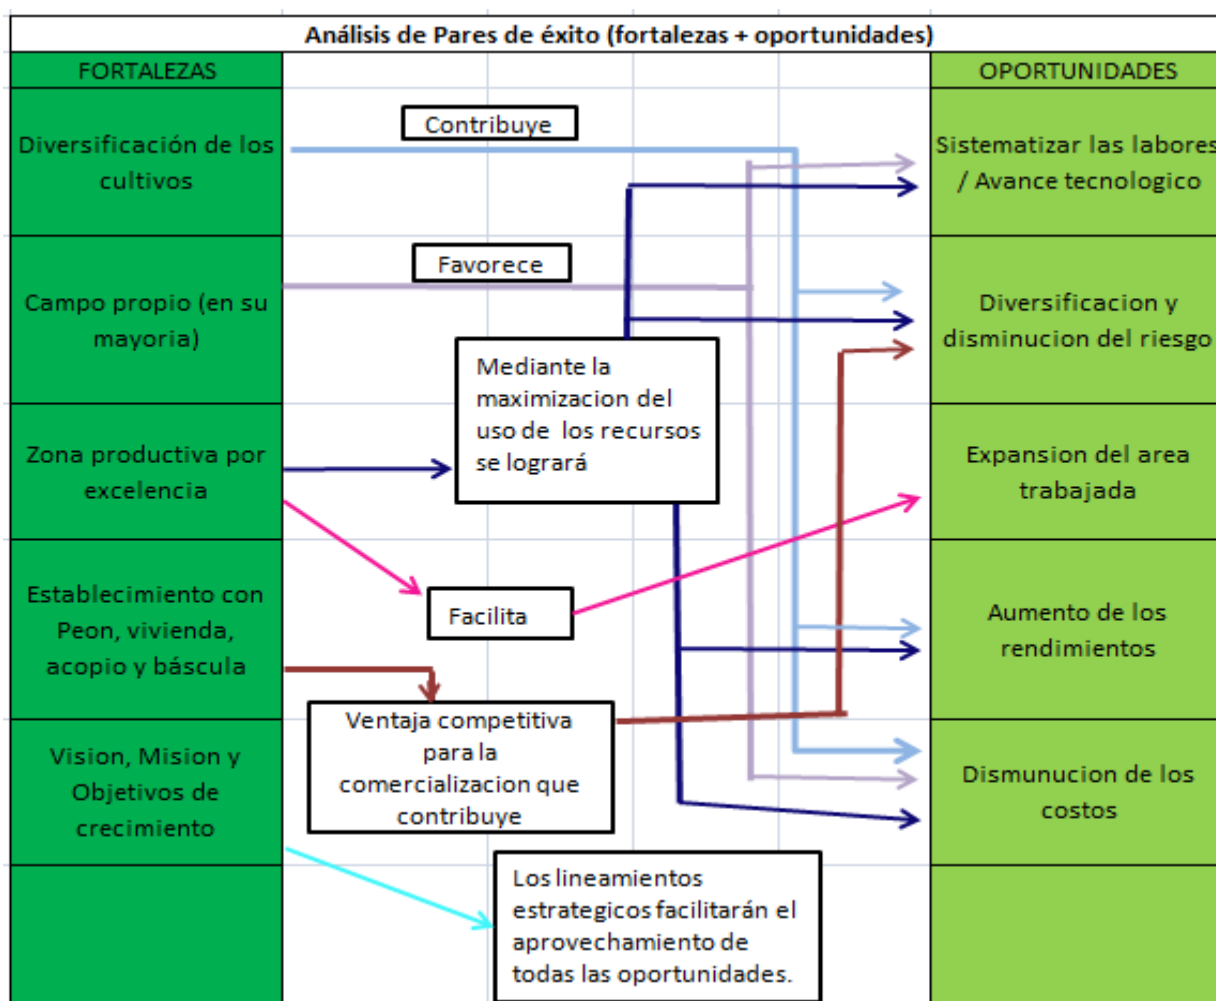 Análisis de Pares de éxito (fortalezas + oportunidades)
FORTALEZAS
OPORTUNIDADES
Diversificación de los
cultivos
Contribuye
Sistematizar las labores
/ Avance tecnologico
Campo propio (en su
mayoria)
Favorece
Diversificacion y
disminucion del riesgo
Mediante la
maximizacion del
uso de los recursos
se logrará
Zona productiva por
excelencia
Expansion del area
trabajada
Establecimiento con
Peon, vivienda,
acopio y báscula
Facilita
Aumento de los
rendimientos
Ventaja competitiva
para la
comercializacion que
contribuye
Vision, Mision y
Objetivos de
crecimiento
Dismunucion de los
costos
Los lineamientos
estrategicos facilitarán el
aprovechamiento de
todas las oportunidades.